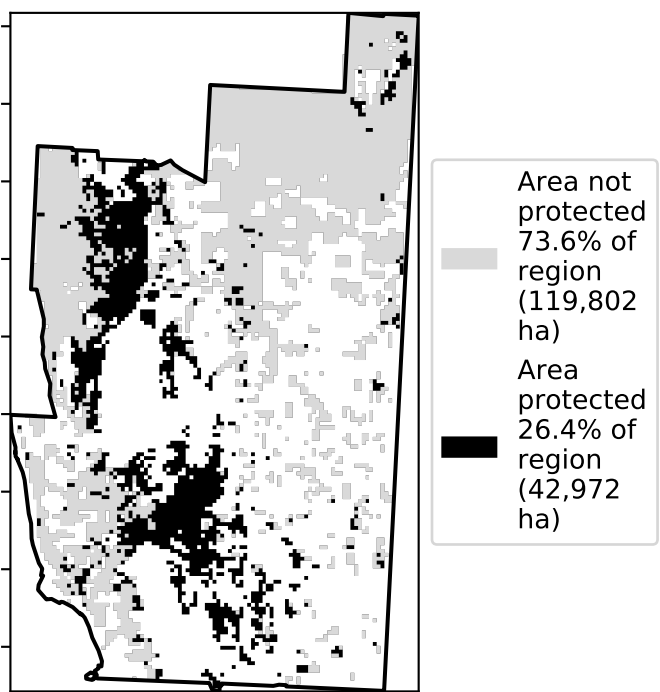 Area not
protected
73.6% of
region
(119,802
ha)
Area
protected
26.4% of
region
(42,972
ha)